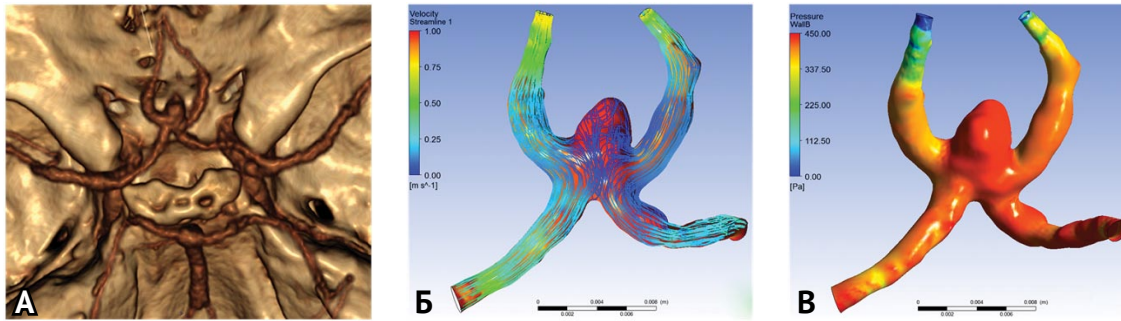 А
Velocity
Streamline 1
1.00
0.75
0.50
0.25
0.00
[m s^-1]
0
0.004
0.008
(m)
0.002
0.006
Б
Pressure
WallB
450.00
337.50
225.00
112.50
0.00
[Pa]
0
0.004
0.008
(m)
0.002
0.006
В